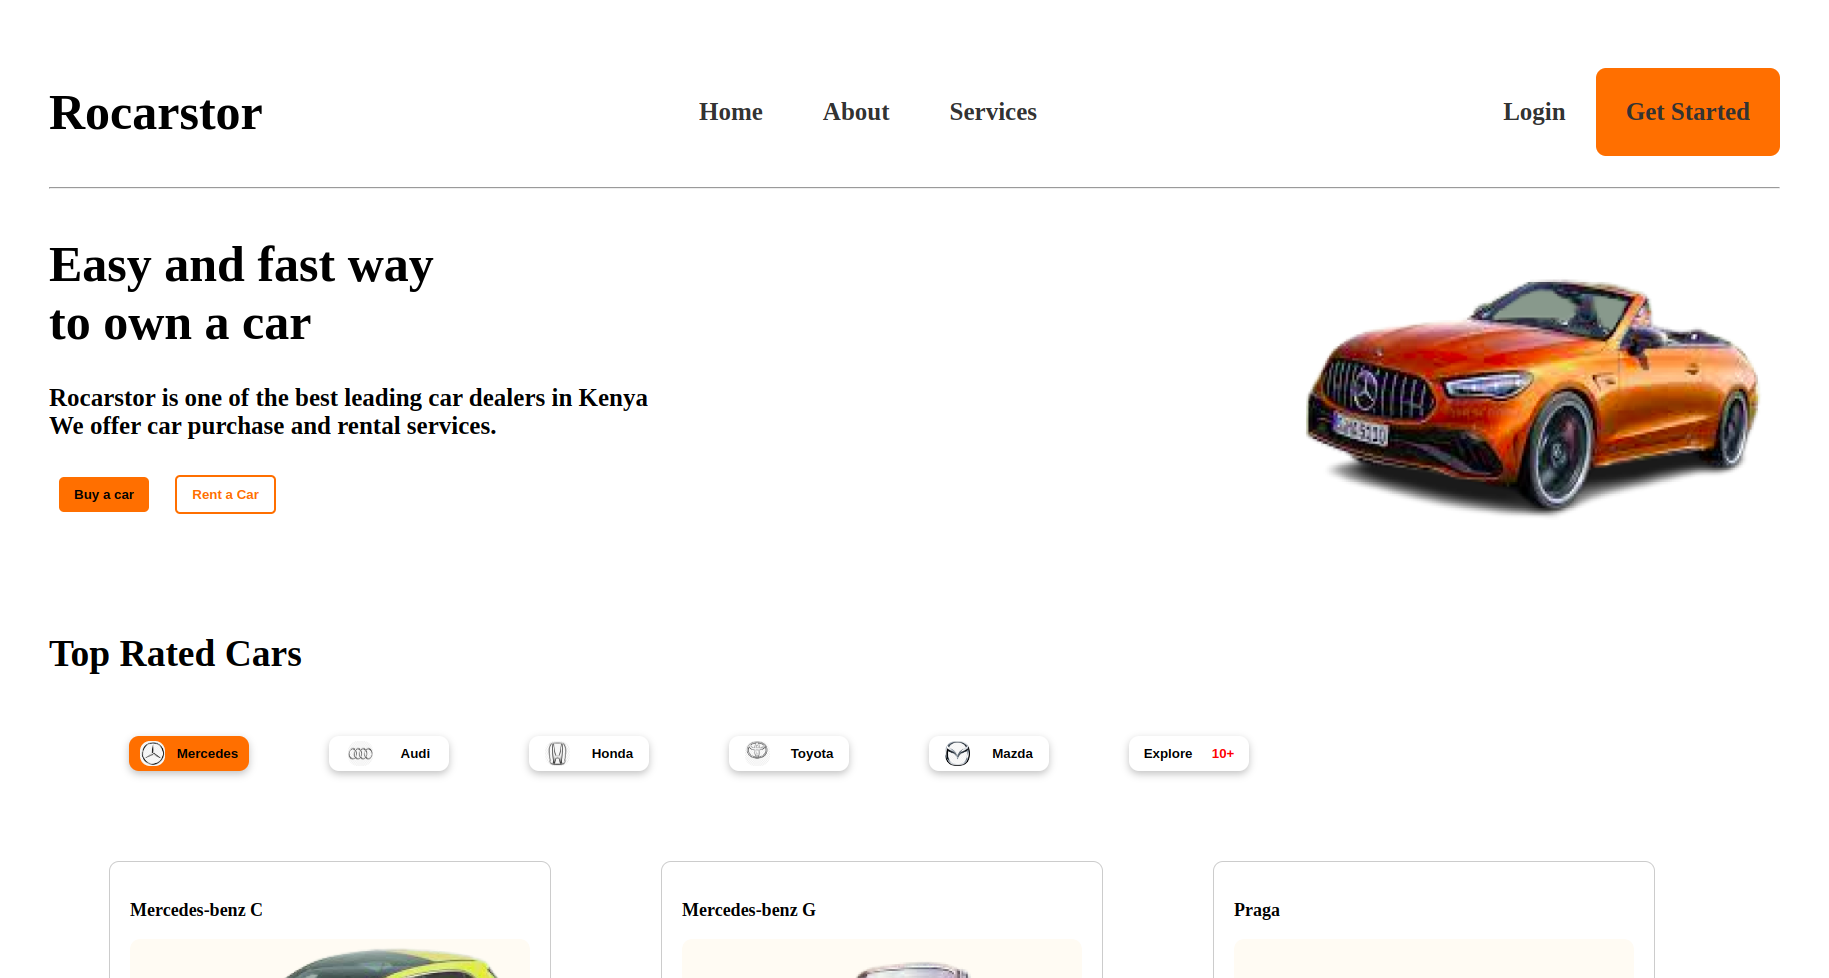 Rocarstor
Home About Services
Login
Get Started
Easy and fast way
to own a car
Rocarstor is one of the best leading car dealers in Kenya
We offer car purchase and rental services.
Buy a car
Rent a Car
Top Rated Cars
Mercedes
Audi
Honda
Toyota
Mazda
Explore 10+
Mercedes-benz C
Mercedes-benz G
Praga